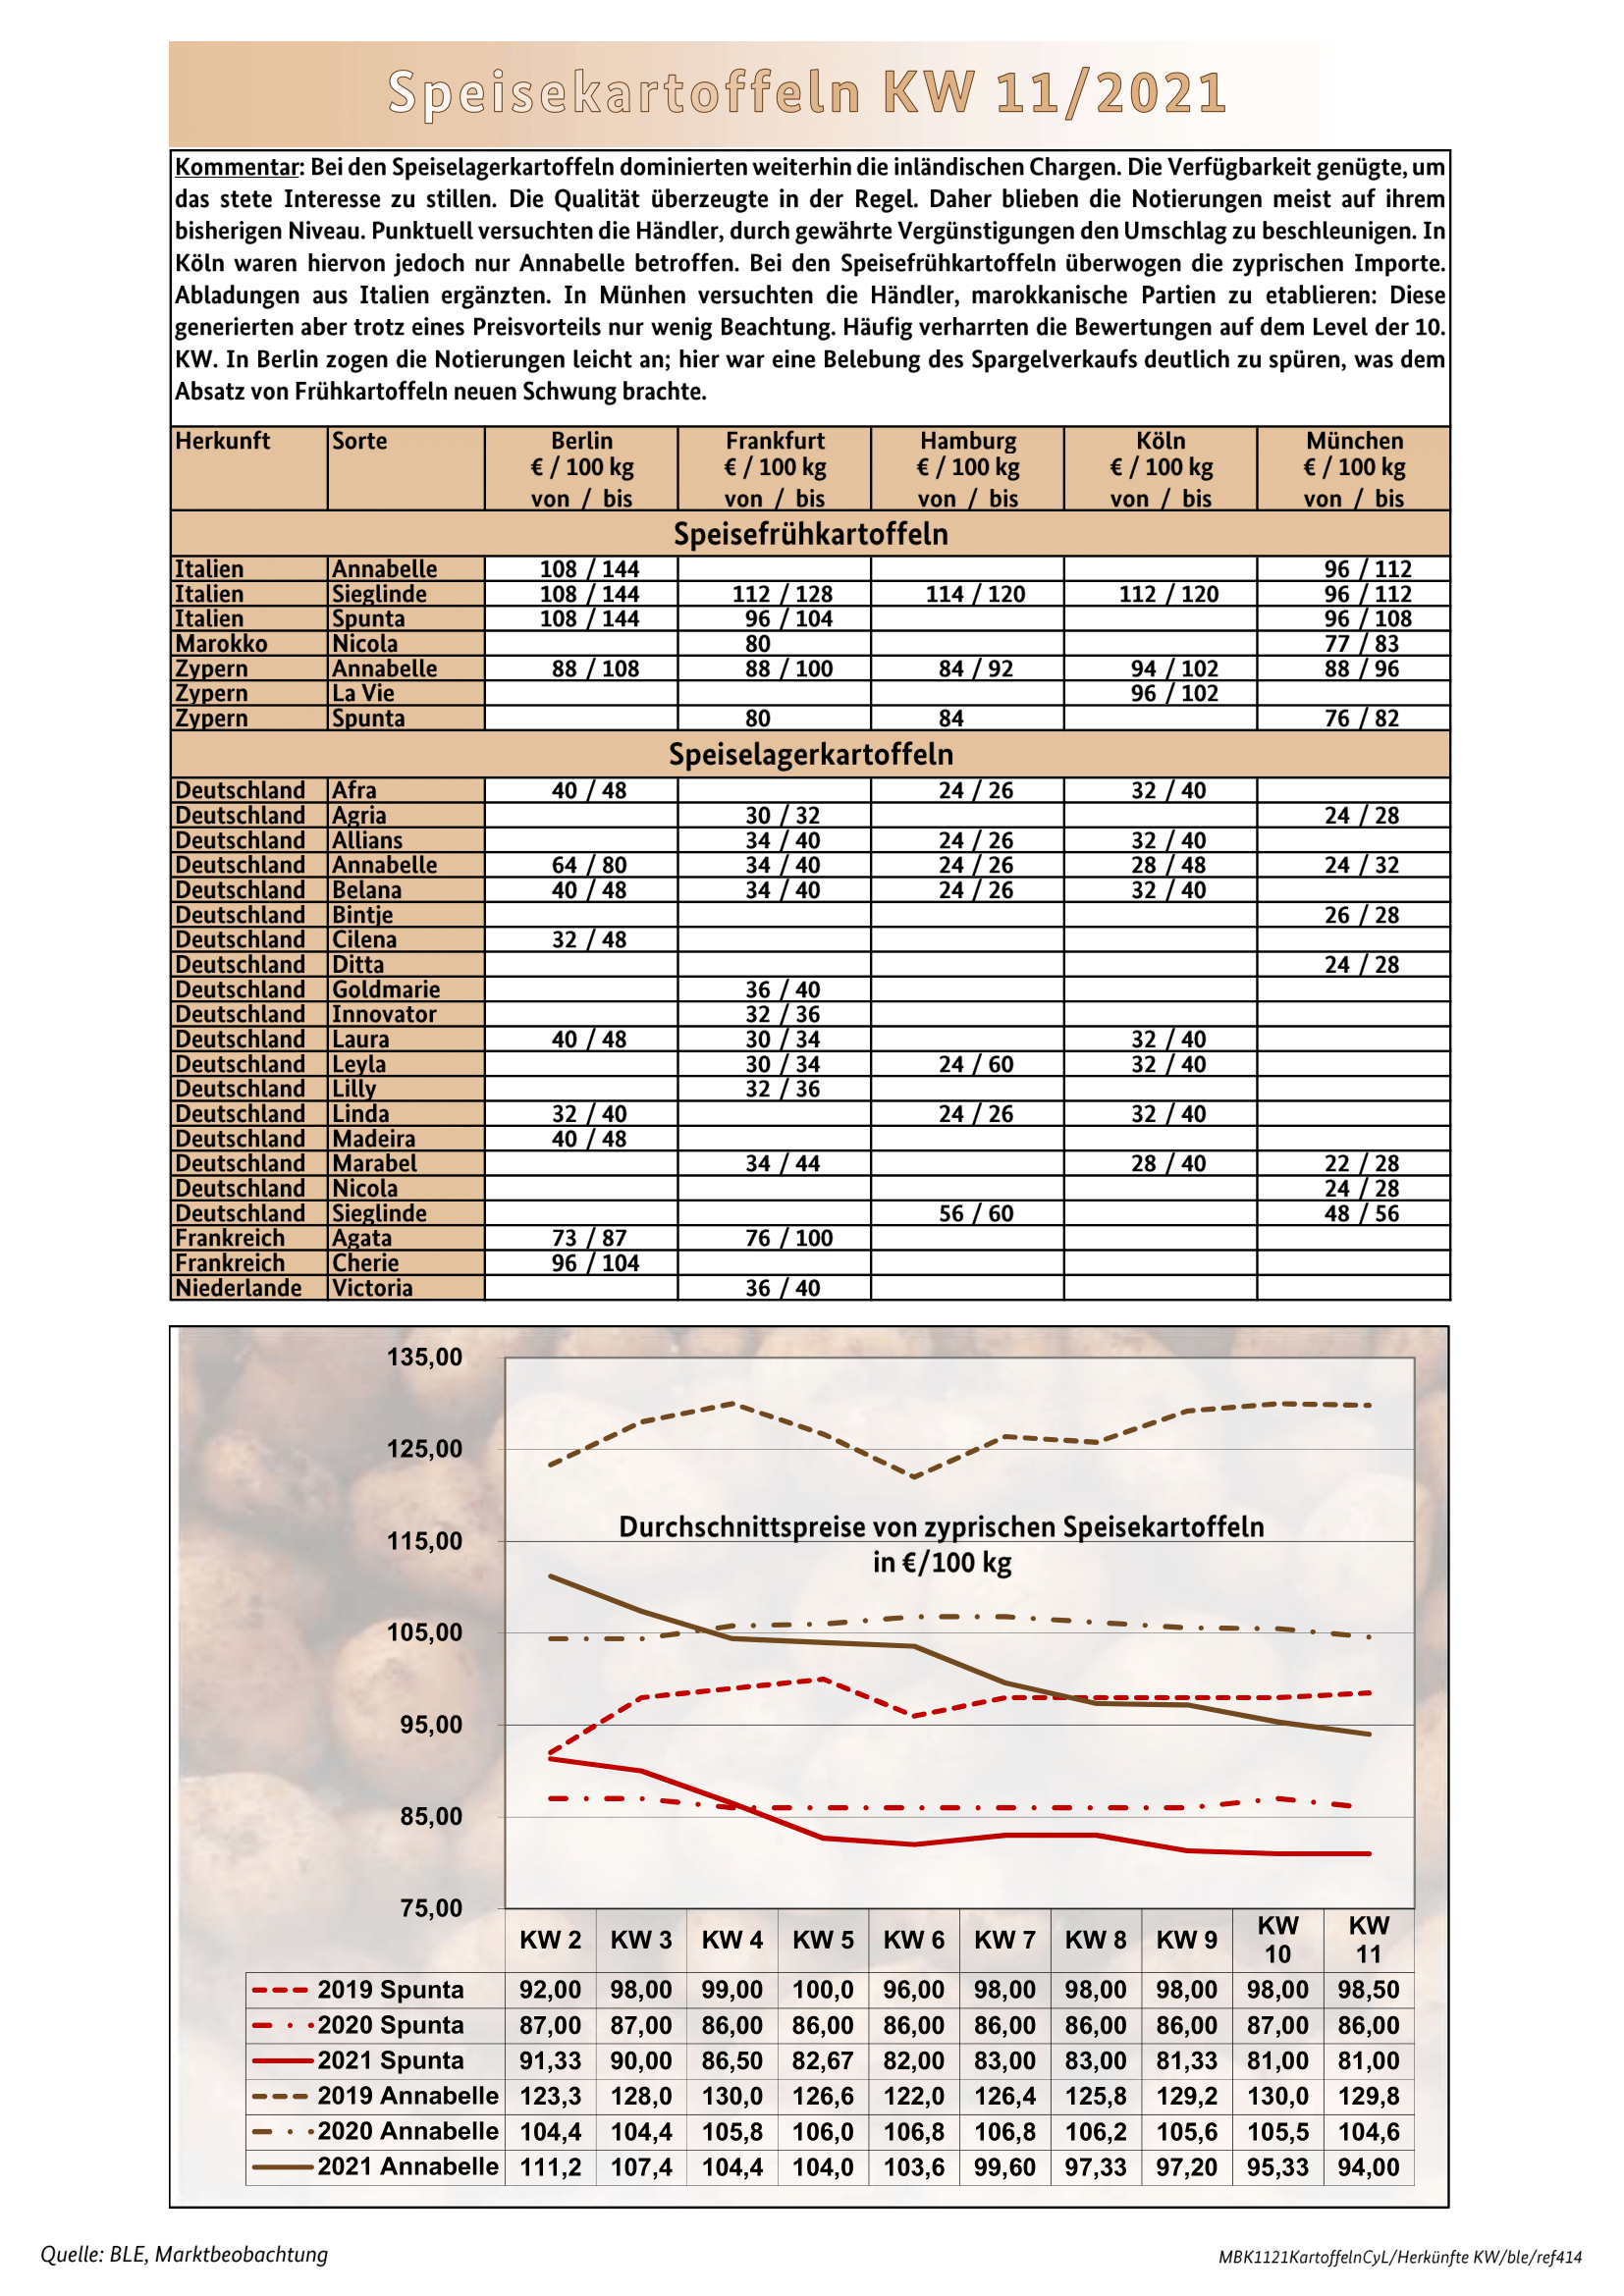 Speisekartoffeln KW 11/2021
Kommentar: Bei den Speiselagerkartoffeln dominierten weiterhin die inländischen Chargen. Die Verfügbarkeit genügte, um
das stete Interesse zu stillen. Die Qualität überzeugte in der Regel. Daher blieben die Notierungen meist auf ihrem
bisherigen Niveau. Punktuell versuchten die Händler, durch gewährte Vergünstigungen den Umschlag zu beschleunigen. In
Köln waren hiervon jedoch nur Annabelle betroffen. Bei den Speisefrühkartoffeln überwogen die zyprischen Importe.
Abladungen aus Italien ergänzten. In Münhen versuchten die Händler, marokkanische Partien zu etablieren: Diese
generierten aber trotz eines Preisvorteils nur wenig Beachtung. Häufig verharrten die Bewertungen auf dem Level der 10.
KW. In Berlin zogen die Notierungen leicht an; hier war eine Belebung des Spargelverkaufs deutlich zu spüren, was dem
Absatz von Frühkartoffeln neuen Schwung brachte.
Herkunft Sorte Berlin Frankfurt Hamburg Köln München
€ / 100 kg € / 100 kg € / 100 kg € / 100 kg € / 100 kg
von / bis von / bis von / bis von / bis von / bis
Speisefrühkartoffeln
Italien Annabelle 108 / 144 96 / 112
Italien Sieglinde 108 / 144 112 / 128 114 / 120 112 / 120 96 / 112
Italien Spunta 108 / 144 96 / 104 96 / 108
Marokko Nicola 80 77 / 83
Zypern Annabelle 88 / 108 88 / 100 84 / 92 94 / 102 88 / 96
Zypern La Vie 96 / 102
Zypern Spunta 80 84 76 / 82
Speiselagerkartoffeln
Deutschland Afra 40 / 48 24 / 26 32 / 40
Deutschland Agria 30 / 32 24 / 28
Deutschland Allians 34 / 40 24 / 26 32 / 40
Deutschland Annabelle 64 / 80 34 / 40 24 / 26 28 / 48 24 / 32
Deutschland Belana 40 / 48 34 / 40 24 / 26 32 / 40
Deutschland Bintje 26 / 28
Deutschland Cilena 32 / 48
Deutschland Ditta 24 / 28
Deutschland Goldmarie 36 / 40
Deutschland Innovator 32 / 36
Deutschland Laura 40 / 48 30 / 34 32 / 40
Deutschland Leyla 30 / 34 24 / 60 32 / 40
Deutschland Lilly 32 / 36
Deutschland Linda 32 / 40 24 / 26 32 / 40
Deutschland Madeira 40 / 48
Deutschland Marabel 34 / 44 28 / 40 22 / 28
Deutschland Nicola 24 / 28
Deutschland Sieglinde 56 / 60 48 / 56
Frankreich Agata 73 / 87 76 / 100
Frankreich Cherie 96 / 104
Niederlande Victoria 36 / 40
135,00
125,00
Durchschnittspreise von zyprischen Speisekartoffeln
115,00
in €/100 kg
105,00
95,00
85,00
75,00
KW 2 KW 3 KW 4 KW 5 KW 6 KW 7 KW 8 KW 9 KW 10 KW 11
2019 Spunta 92,00 98,00 99,00 100,0 96,00 98,00 98,00 98,00 98,00 98,50
2020 Spunta 87,00 87,00 86,00 86,00 86,00 86,00 86,00 86,00 87,00 86,00
2021 Spunta 91,33 90,00 86,50 82,67 82,00 83,00 83,00 81,33 81,00 81,00
2019 Annabelle 123,3 128,0 130,0 126,6 122,0 126,4 125,8 129,2 130,0 129,8
2020 Annabelle 104,4 104,4 105,8 106,0 106,8 106,8 106,2 105,6 105,5 104,6
2021 Annabelle 111,2 107,4 104,4 104,0 103,6 99,60 97,33 97,20 95,33 94,00
Quelle: BLE, Marktbeobachtung
MBK1121KartoffelnCyL/Herkünfte KW/ble/ref414